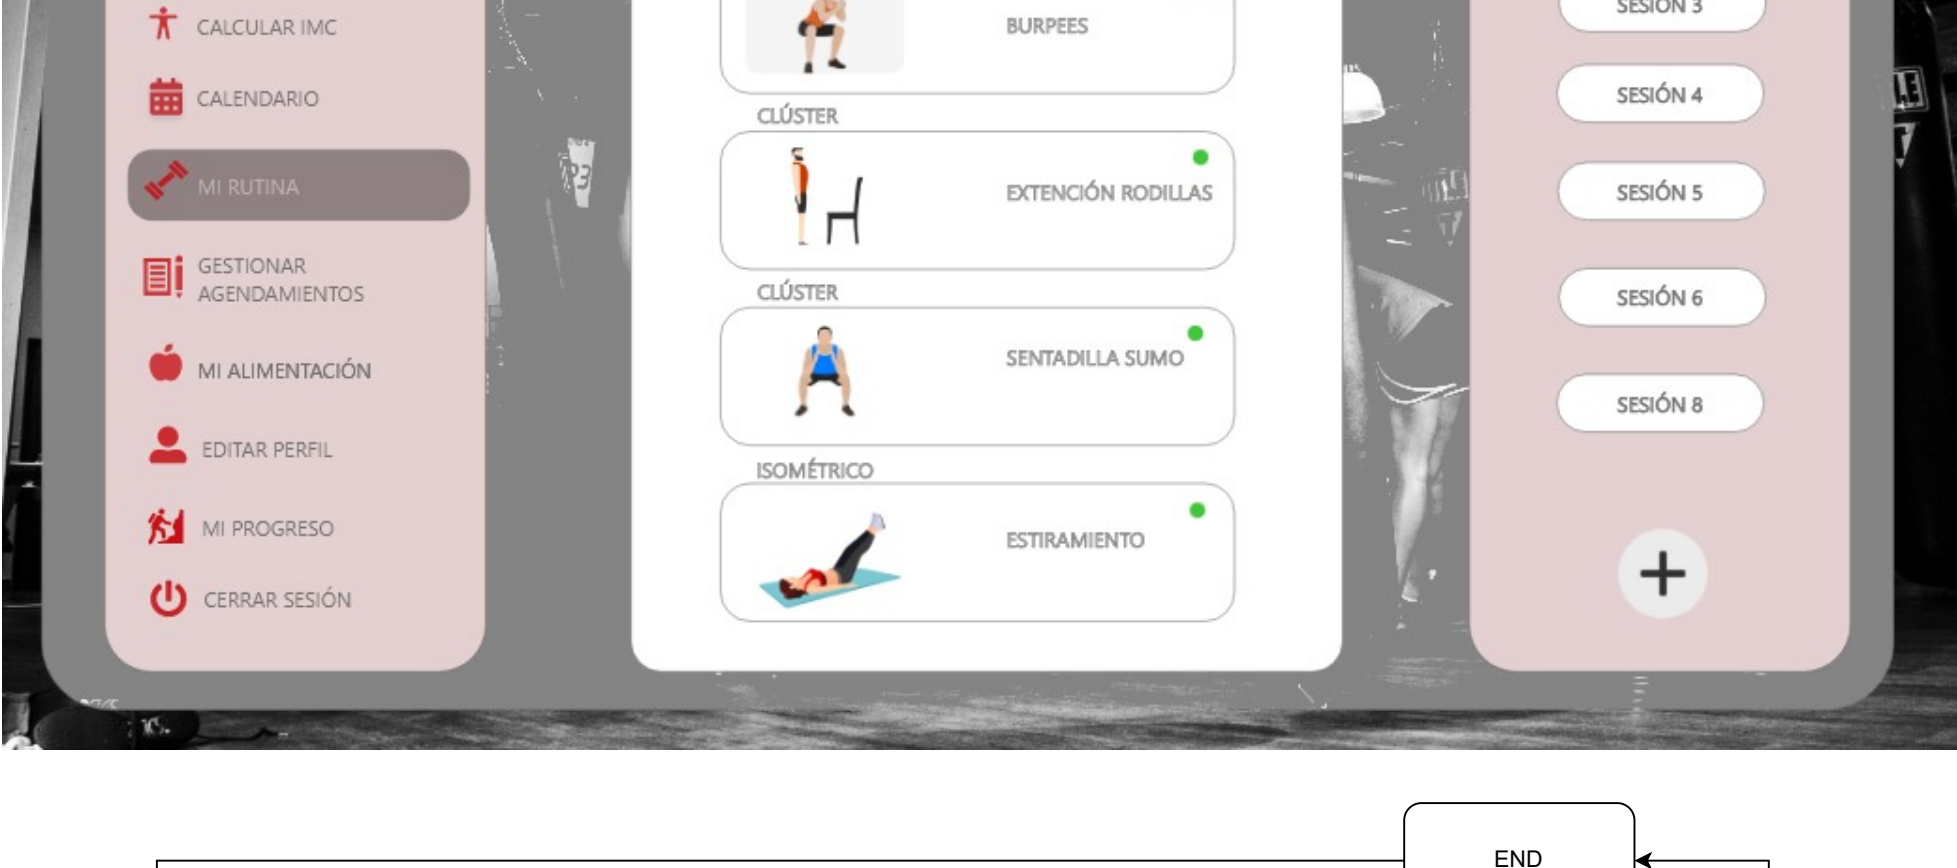 CALCULAR IMC
CALENDARIO
MI RUTINA
GESTIONAR
AGENDAMIENTOS
MI ALIMENTACIÓN
EDITAR PERFIL
MI PROGRESO
CERRAR SESIÓN
BURPEES
CLÚSTER
EXTENCIÓN RODILLAS
CLÚSTER
SENTADILLA SUMO
ISOMÉTRICO
ESTIRAMIENTO
SESIÓN 3
SESIÓN 4
SESIÓN 5
SESIÓN 6
SESIÓN 8
END